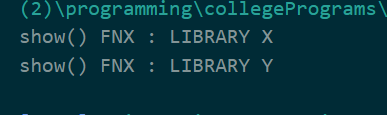 (2)\programming\collegePrograms\
show() FNX : LIBRARY X
show() FNX : LIBRARY Y